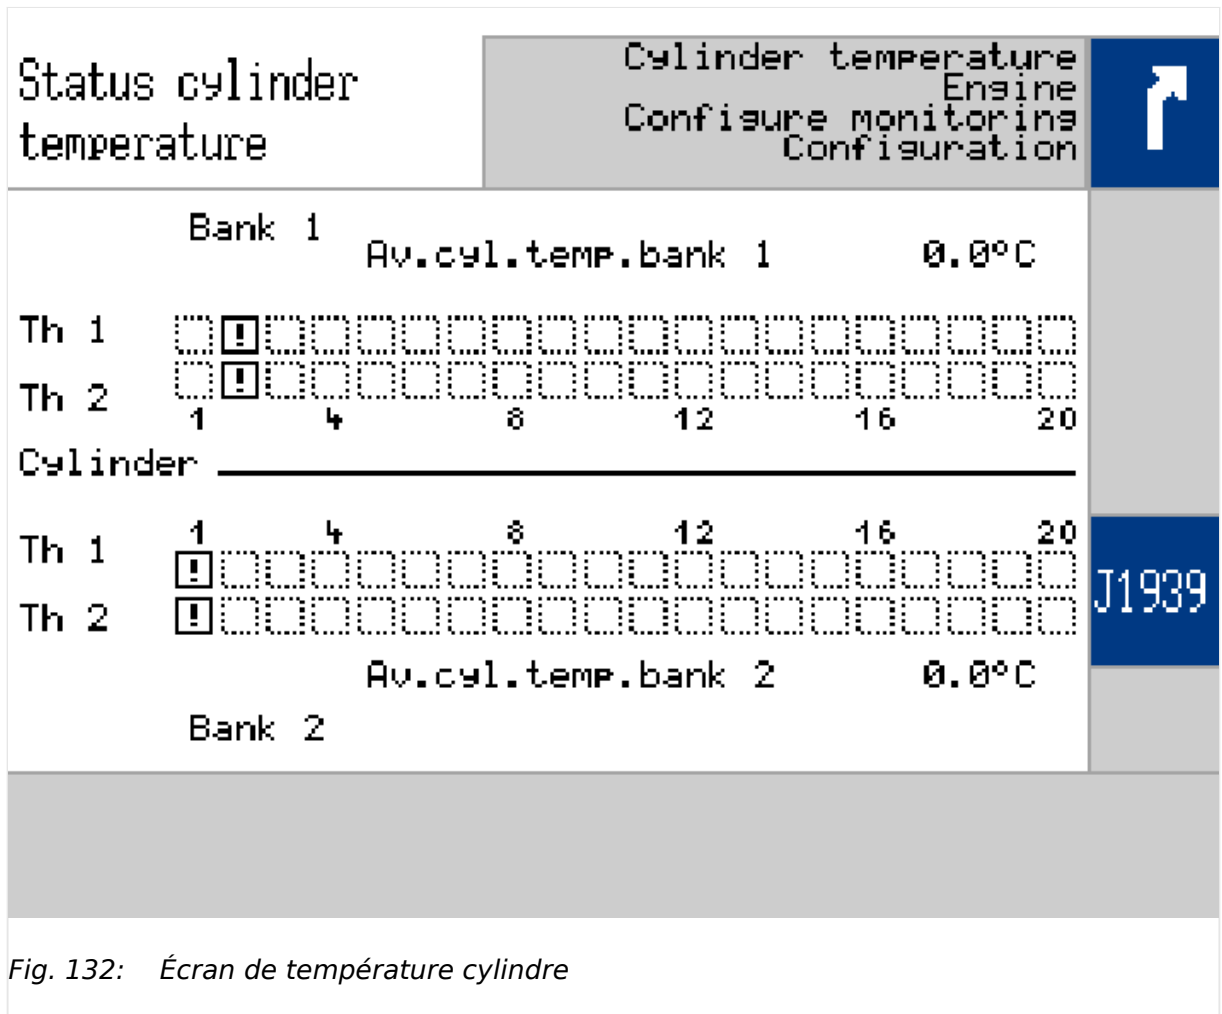 Status cylinder
temperature
Cylinder temperature
Engine
Configure monitoring
Configuration
Bank 1
Av.cyl.temp.bank 1 0.0°C
Th 1 !
Th 2 !
1 4 8 12 16 20
Cylinder
1 4 8 12 16 20
Th 1 !
Th 2 !
J1939
Av.cyl.temp.bank 2 0.0°C
Bank 2
Fig. 132: Écran de température cylindre